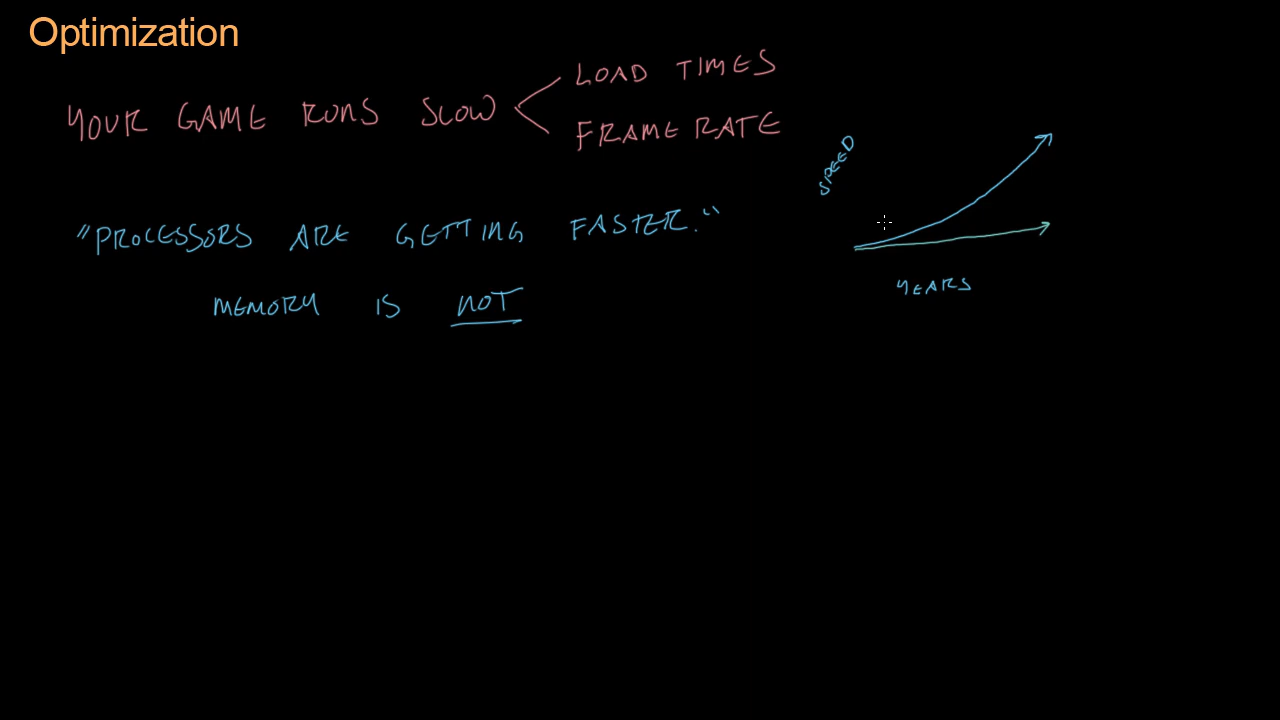 Optimization
YOUR GAME RUNS SLOW
LOAD TIMES
FRAME RATE
"PROCESSORS ARE GETTING FASTER."
MEMORY IS NOT
SPEED
YEARS